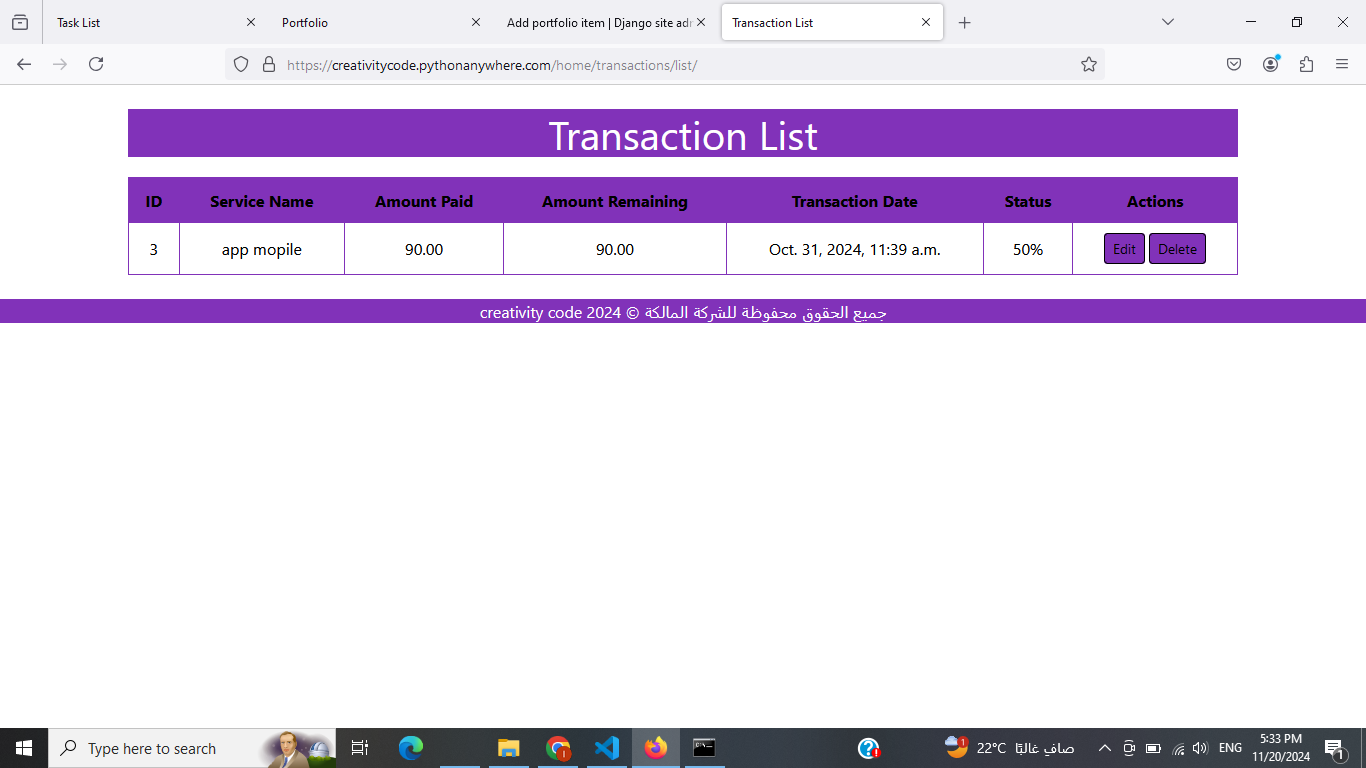 Task List
Portfolio
Add portfolio item | Django site adr
Transaction List
https://creativitycode.pythonanywhere.com/home/transactions/list/
Transaction List
ID Service Name Amount Paid Amount Remaining Transaction Date Status Actions
3 app mopile 90.00 90.00 Oct. 31, 2024, 11:39 a.m. 50% Edit Delete
جميع الحقوق محفوظة للشركة المالكة © 2024 creativity code
Type here to search
22°C صافٍ غالبًا
ENG
5:33 PM
11/20/2024
1
1